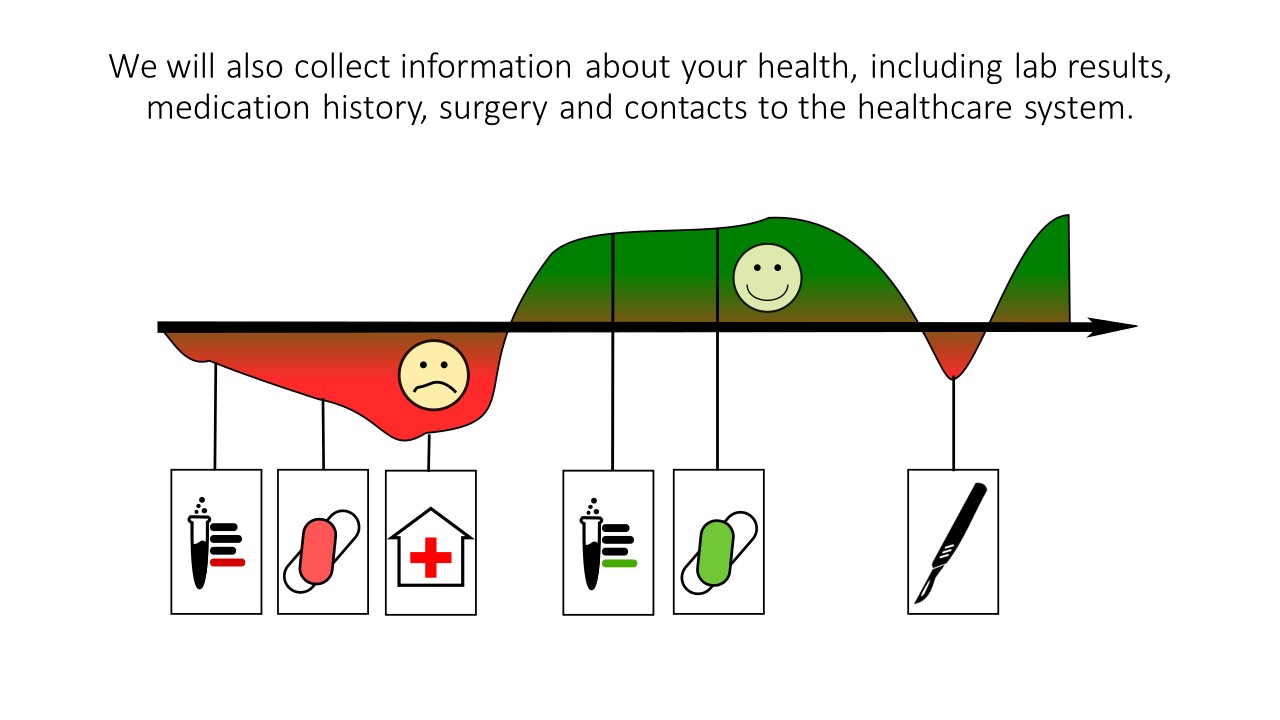 We will also collect information about your health, including lab results,
medication history, surgery and contacts to the healthcare system.